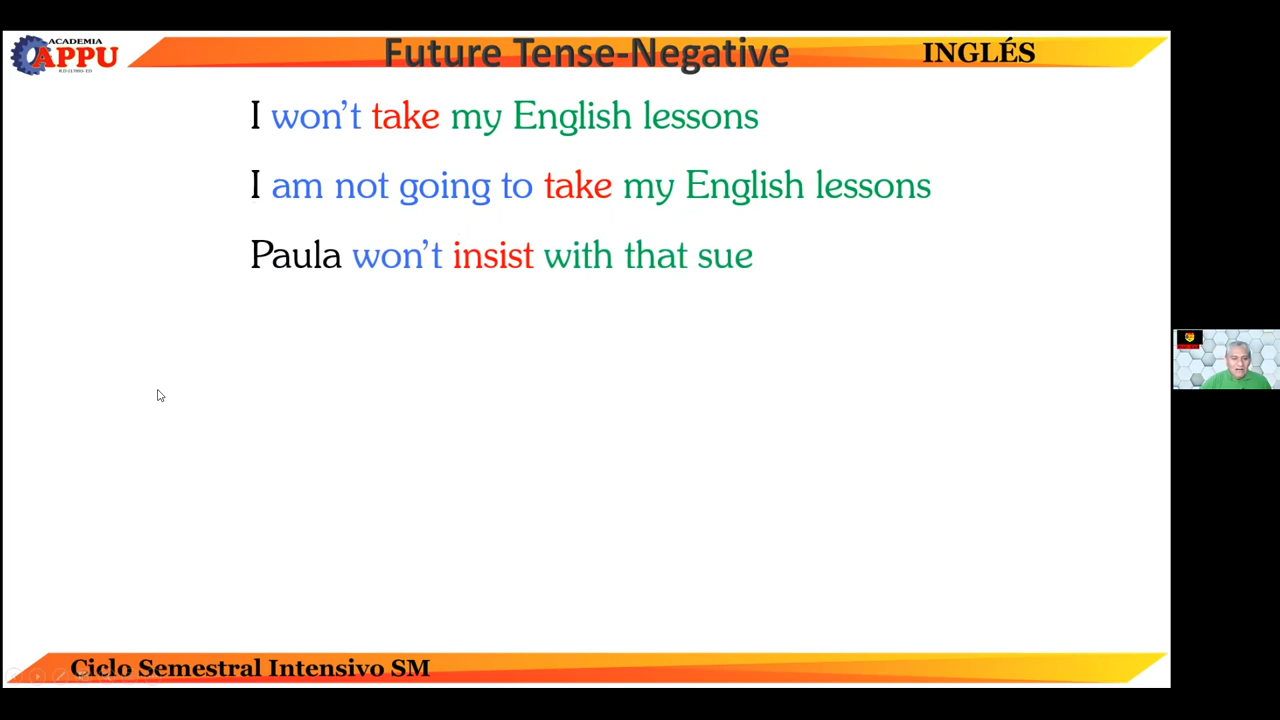 ACADEMIA
APPU
Future Tense-Negative
INGLÉS
I won't take my English lessons
I am not going to take my English lessons
Paula won't insist with that sue
Ciclo Semestral Intensivo SM